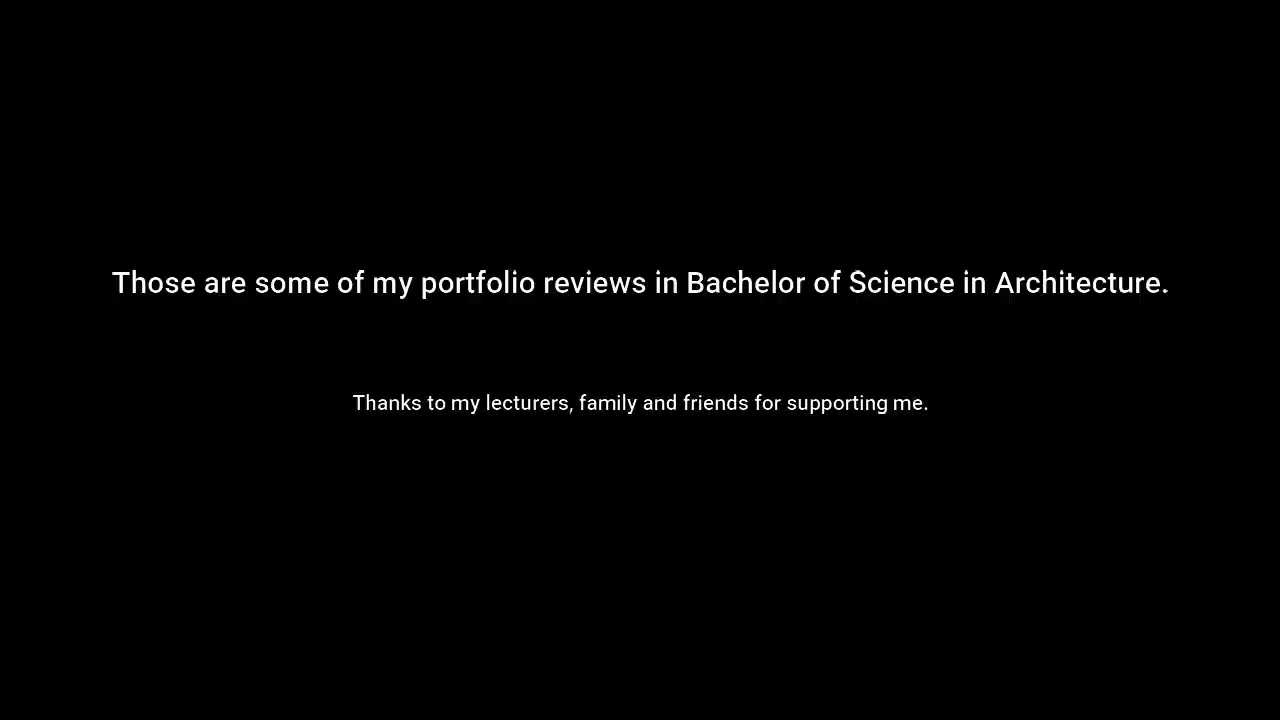 Those are some of my portfolio reviews in Bachelor of Science in Architecture.
Thanks to my lecturers, family and friends for supporting me.